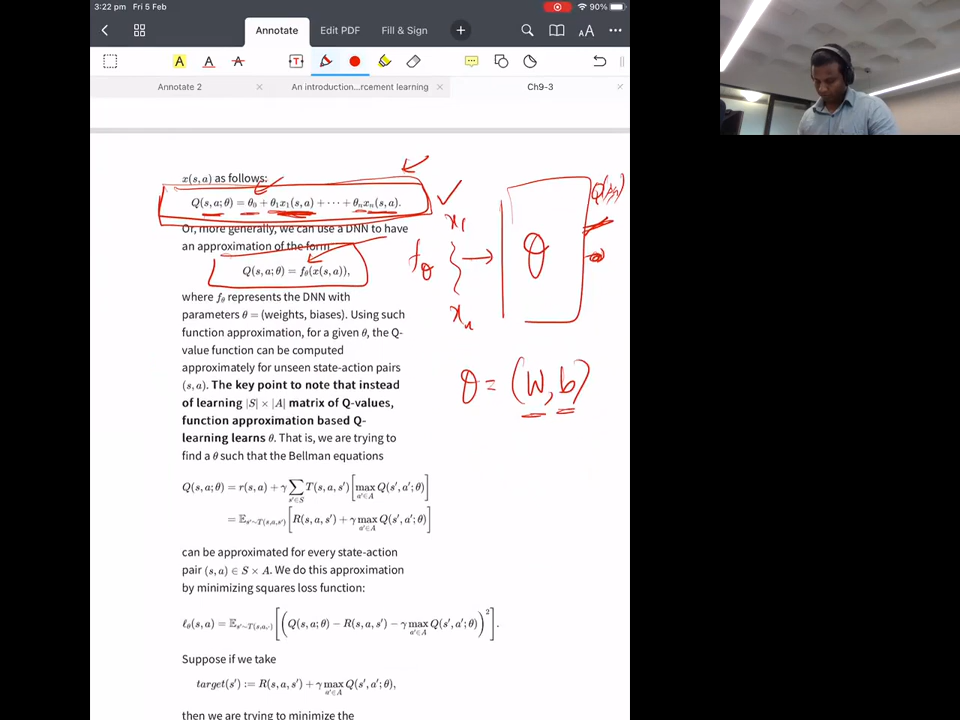 3:22 pm Fri 5 Feb
90%
Annotate
Edit PDF
Fill & Sign
Annotate 2
An introduction...rcement learning
Ch9-3
x(s, a) as follows:
Q(s, a; θ) = θ₀ + θ₁x₁(s, a) + ⋯ + θₙxₙ(s, a).
Or, more generally, we can use a DNN to have
an approximation of the form
Q(s, a; θ) = f_θ(x(s, a)),
where f_θ represents the DNN with
parameters θ = (weights, biases). Using such
function approximation, for a given θ, the Q-
value function can be computed
approximately for unseen state-action pairs
(s, a). The key point to note that instead
of learning |S| × |A| matrix of Q-values,
function approximation based Q-
learning learns θ. That is, we are trying to
find a θ such that the Bellman equations
Q(s, a; θ) = r(s, a) + γ ∑_{s'∈S} T(s, a, s') [max_{a'∈A} Q(s', a'; θ)]
= 𝔼_{s'∼T(s,a,s')} [R(s, a, s') + γ max_{a'∈A} Q(s', a'; θ)]
can be approximated for every state-action
pair (s, a) ∈ S × A. We do this approximation
by minimizing squares loss function:
ℓ_θ(s, a) = 𝔼_{s'∼T(s,a,·)} [(Q(s, a; θ) − R(s, a, s') − γ max_{a'∈A} Q(s', a'; θ))²].
Suppose if we take
target(s') := R(s, a, s') + γ max_{a'∈A} Q(s', a'; θ),
then we are trying to minimize the
x₁
f_θ
xₙ
θ
θ = (W, b)